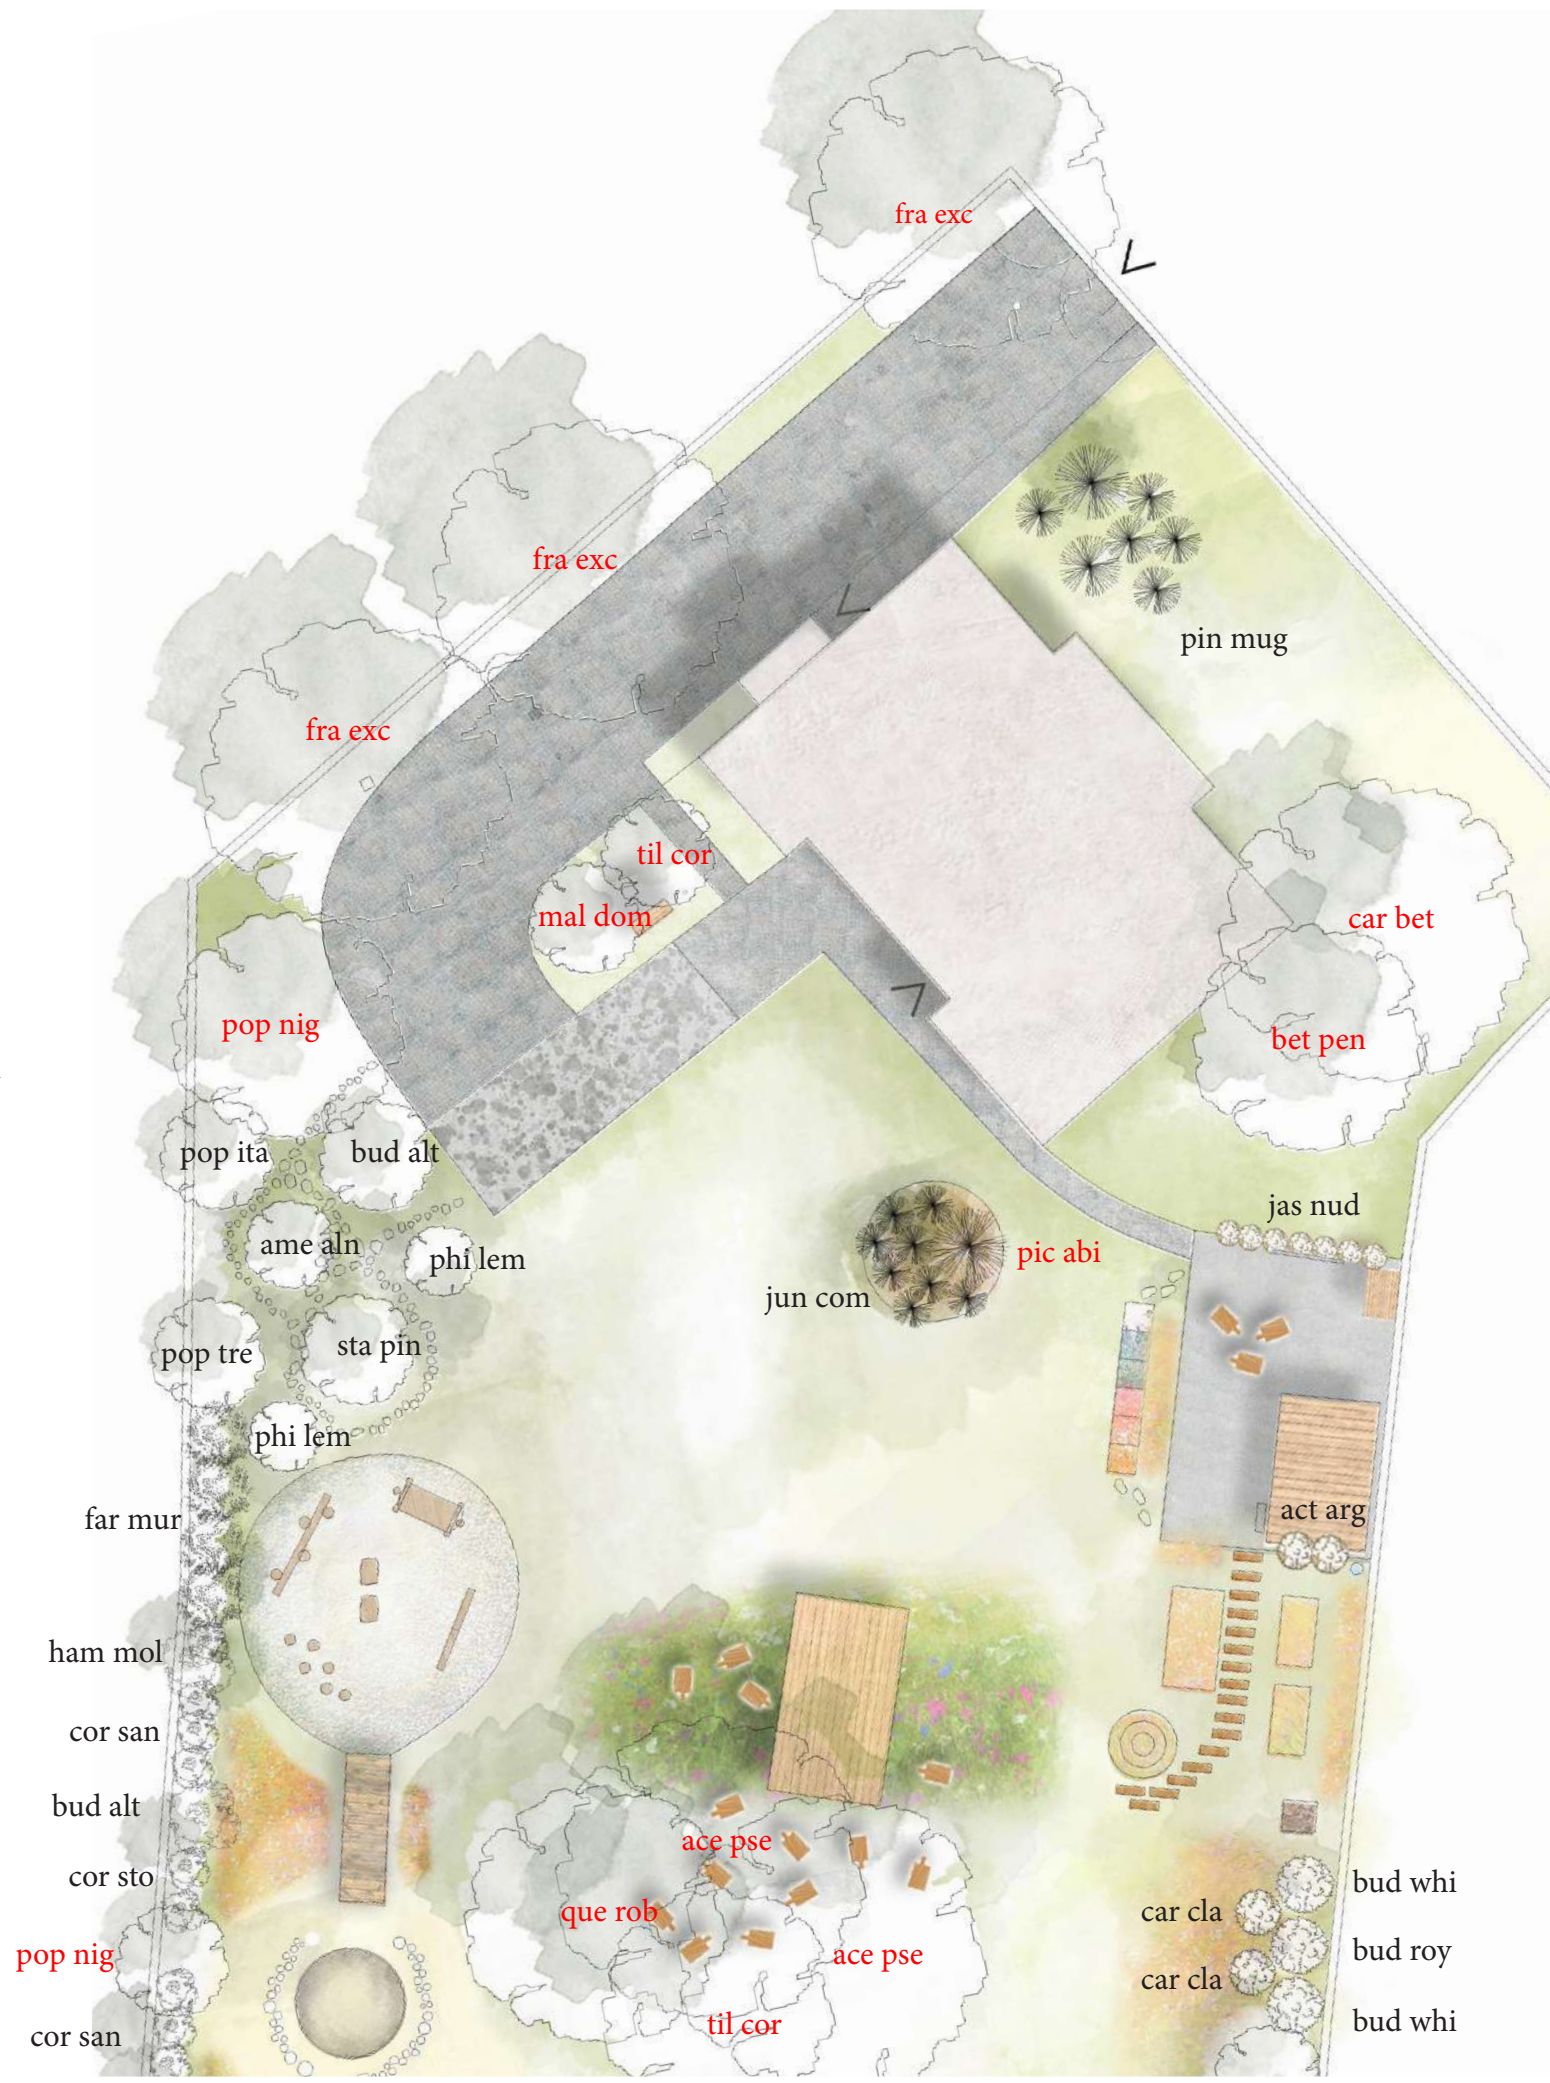 fra exc
fra exc
pin mug
fra exc
til cor
mal dom
car bet
pop nig
bet pen
pop ita
bud alt
jas nud
ame aln
phi lem
pic abi
jun com
pop tre
sta pin
phi lem
far mur
act arg
ham mol
cor san
bud alt
ace pse
cor sto
bud whi
que rob
car cla
pop nig
ace pse
bud roy
car cla
til cor
bud whi
cor san